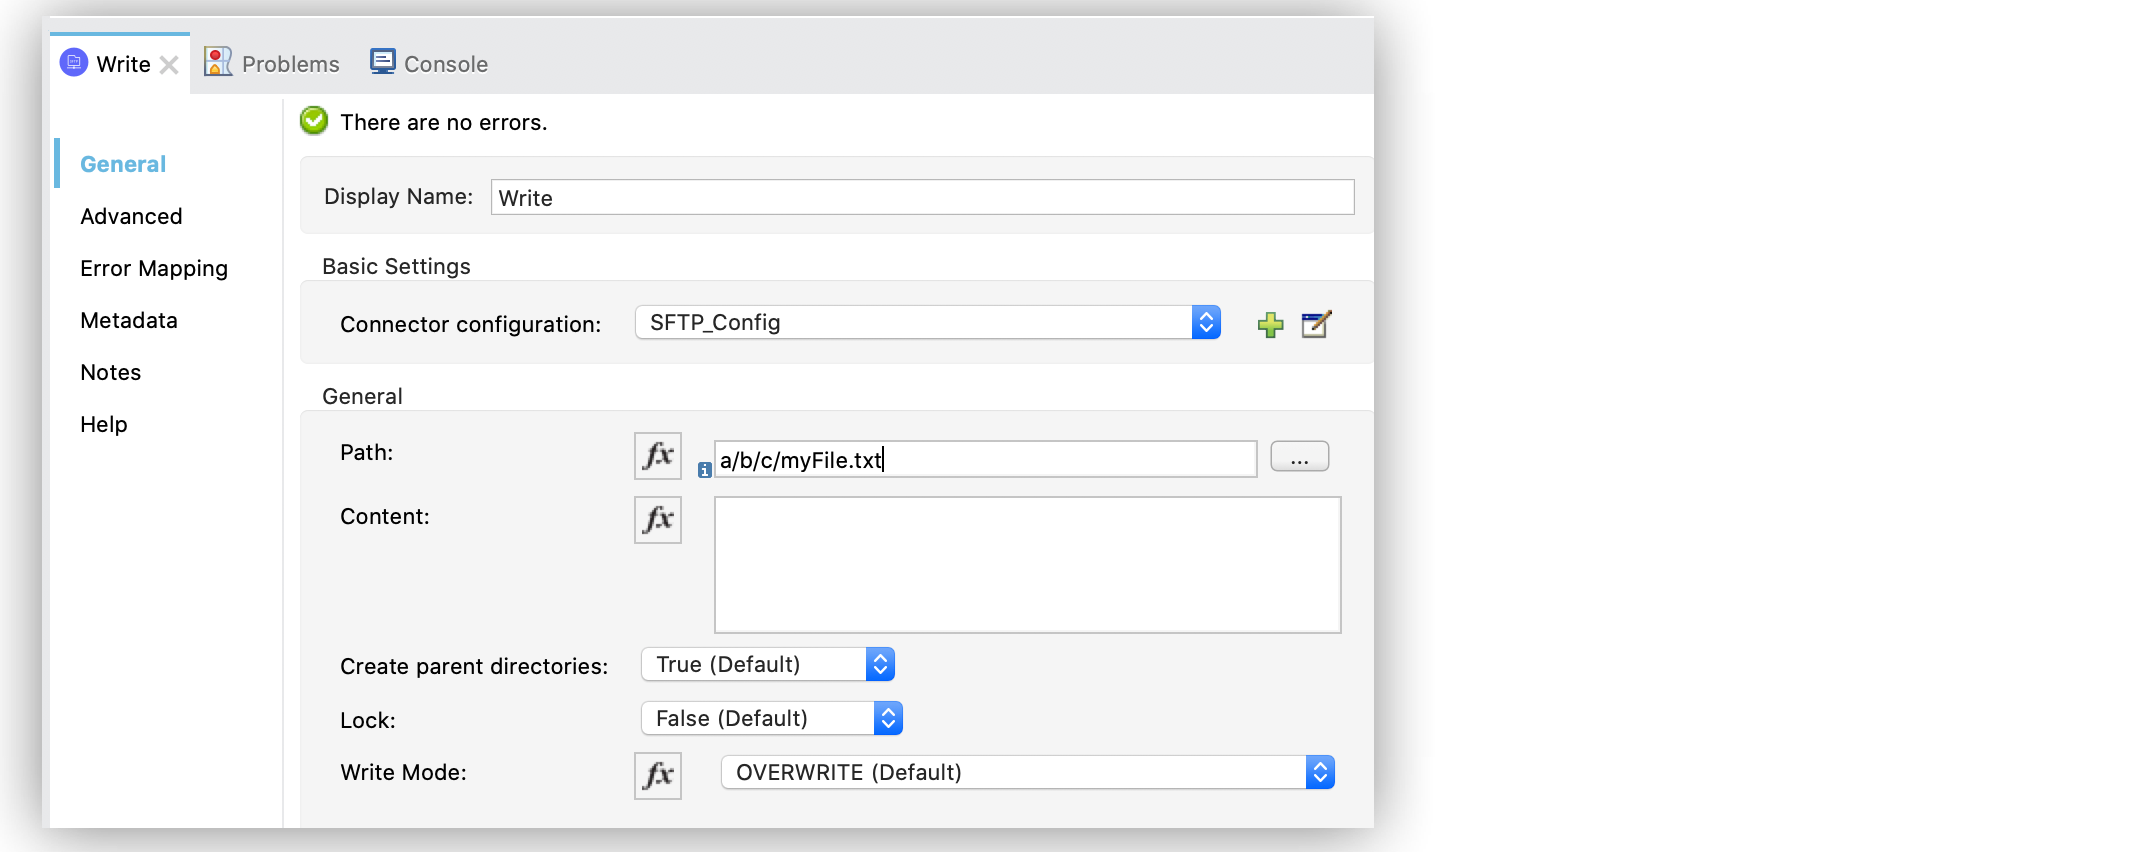 Write Problems Console
There are no errors.
General
Advanced
Error Mapping
Metadata
Notes
Help
Display Name: Write
Basic Settings
Connector configuration: SFTP_Config
General
Path: fx a/b/c/myFile.txt ...
Content: fx
Create parent directories: True (Default)
Lock: False (Default)
Write Mode: fx OVERWRITE (Default)